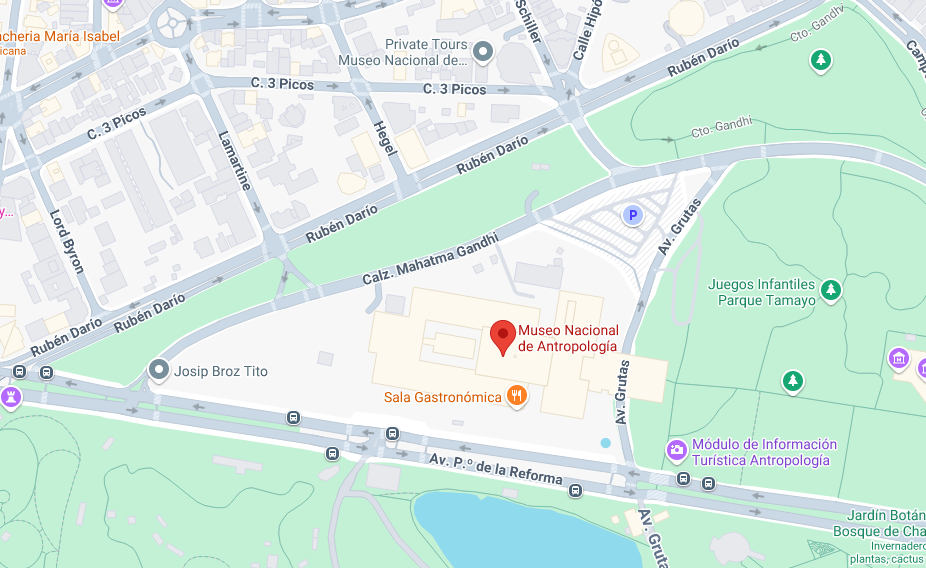 cheria María Isabel
icana
Private Tours
Museo Nacional de...
Schiller
Calle Hipó
Rubén Darío
Cto. Gandhi
Camp
C. 3 Picos
C. 3 Picos
C. 3 Picos
Lamartine
Hegel
Rubén Darío
Cto. Gandhi
Lord Byron
y...
Rubén Darío
P
Av. Grutas
Calz. Mahatma Gandhi
Juegos Infantiles
Parque Tamayo
Rubén Darío
Rubén Darío
Museo Nacional
de Antropología
Josip Broz Tito
Sala Gastronómica
Av. Grutas
Módulo de Información
Turística Antropología
Av. P.º de la Reforma
Av. Gruta
Jardín Botán
Bosque de Cha
Invernadero
plantas, cactus